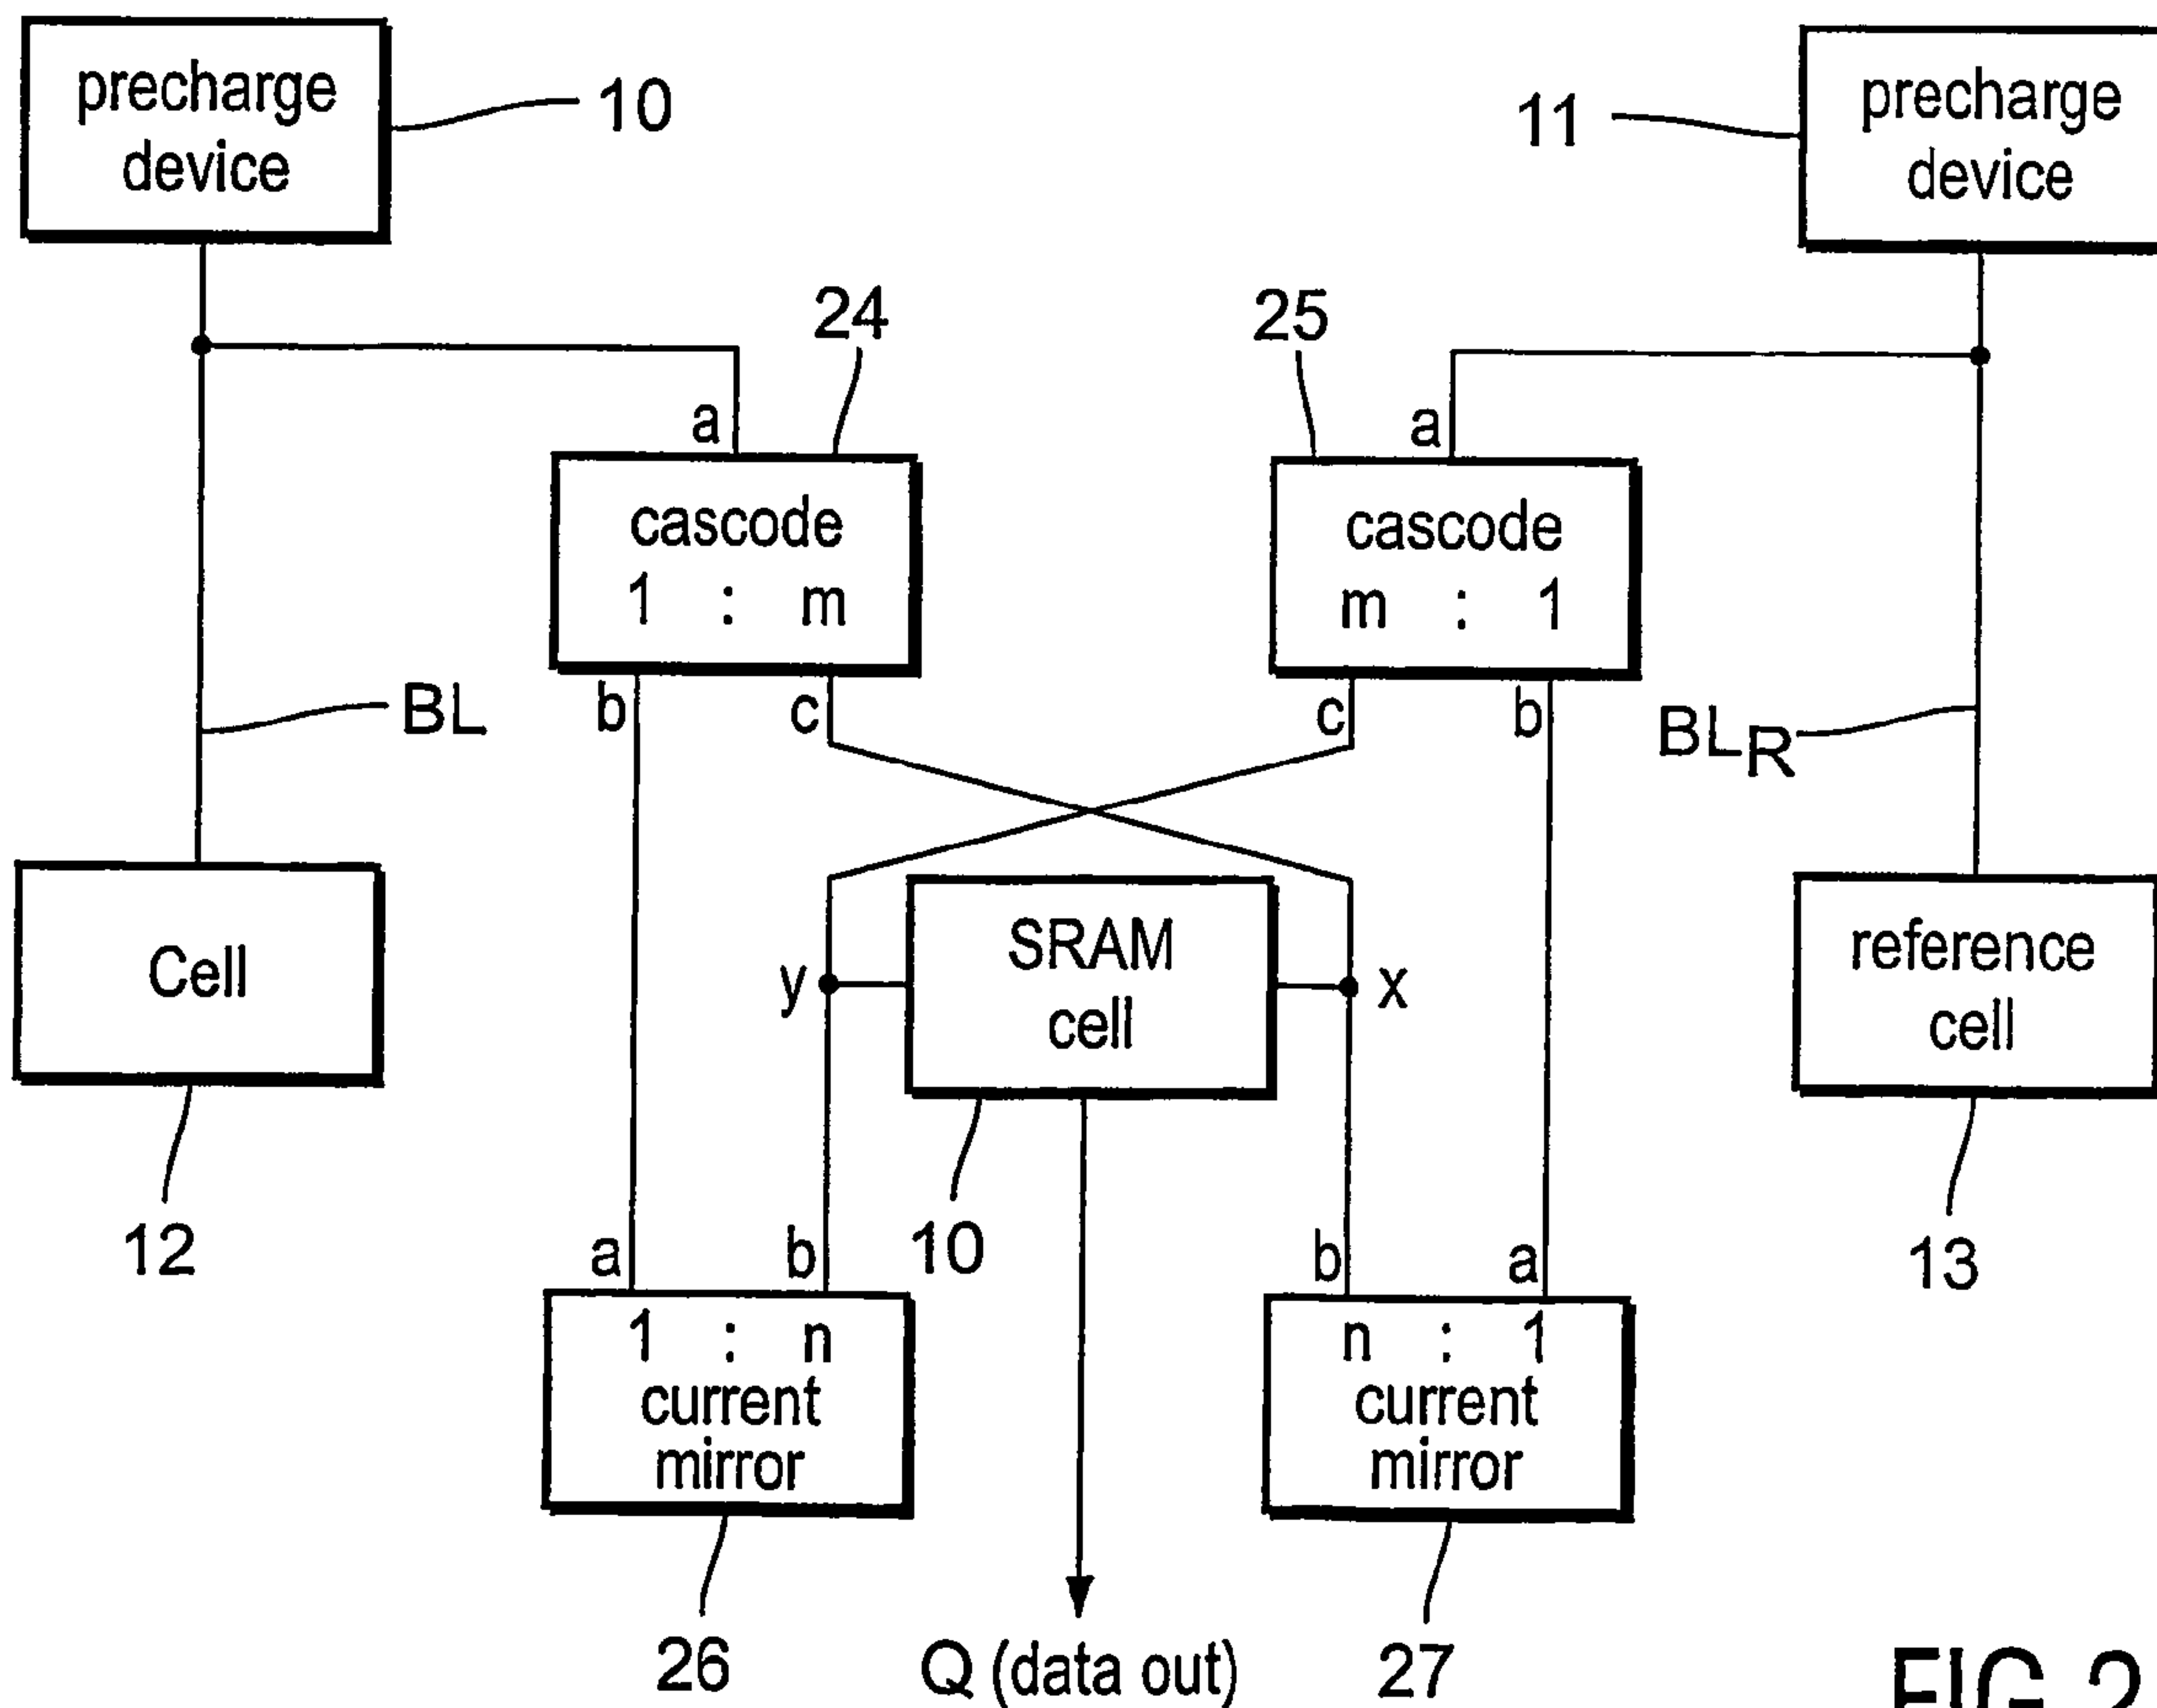 precharge
device
10
11
precharge
device
24
25
a
a
cascode
1 : m
cascode
m : 1
b
c
c
b
BL
BLR
Cell
SRAM
cell
y
x
reference
cell
12
a
b
10
b
a
13
1 : n
current
mirror
n : 1
current
mirror
26
Q (data out)
27
FIG.2